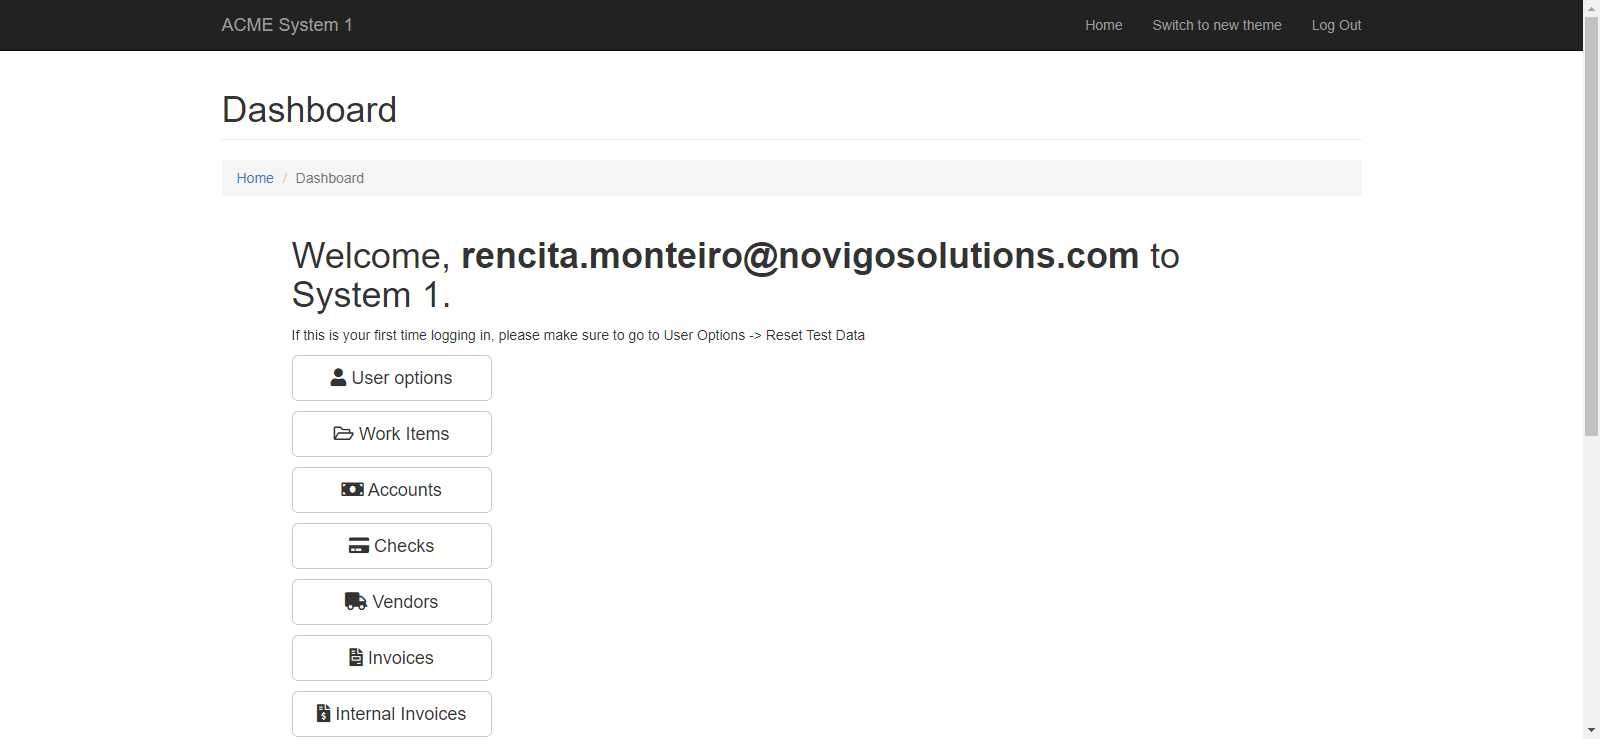 ACME System 1
Home
Switch to new theme
Log Out
Dashboard
Home / Dashboard
Welcome, rencita.monteiro@novigosolutions.com to
System 1.
If this is your first time logging in, please make sure to go to User Options -> Reset Test Data
User options
Work Items
Accounts
Checks
Vendors
Invoices
Internal Invoices